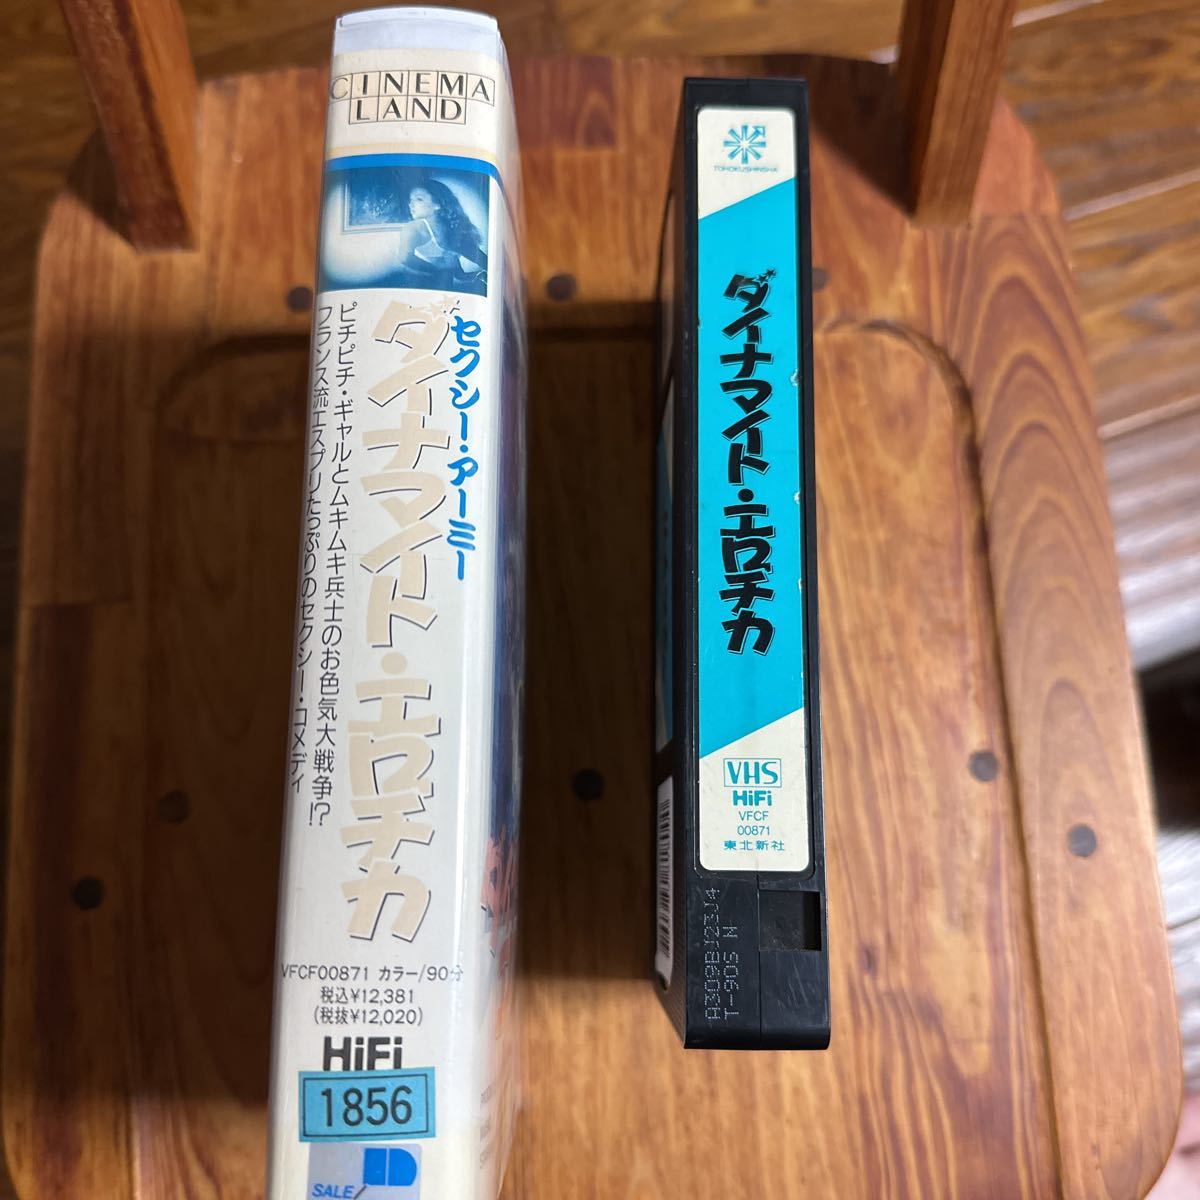 CINEMA
LAND
セクシー・アーミー
ダイナマイト・エロチカ
ピチピチ・ギャルとムキムキ兵士のお色気大戦争!?
フランス流エスプリたっぷりのセクシー・コメディ
VFCF00871 カラー/90分
税込¥12,381
(税抜¥12,020)
HiFi
1856
SALE/
TOHOKUSHINSHA
ダイナマイト・エロチカ
VHS
HiFi
VFCF
00871
東北新社
A309BJ23J4
T-90S N